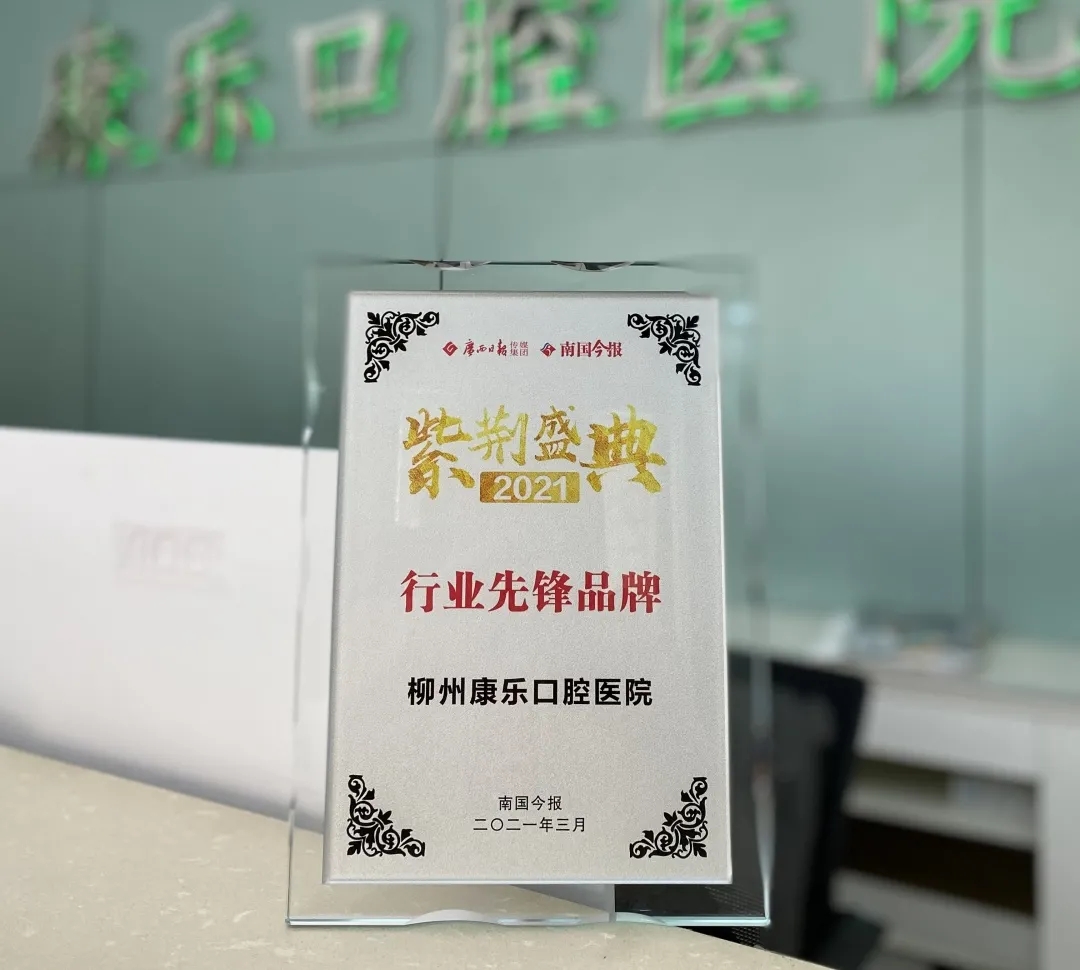 康乐口腔医院
广西日报 传媒集团 南国今报
紫荆盛典
2021
行业先锋品牌
柳州康乐口腔医院
南国今报
二〇二一年三月